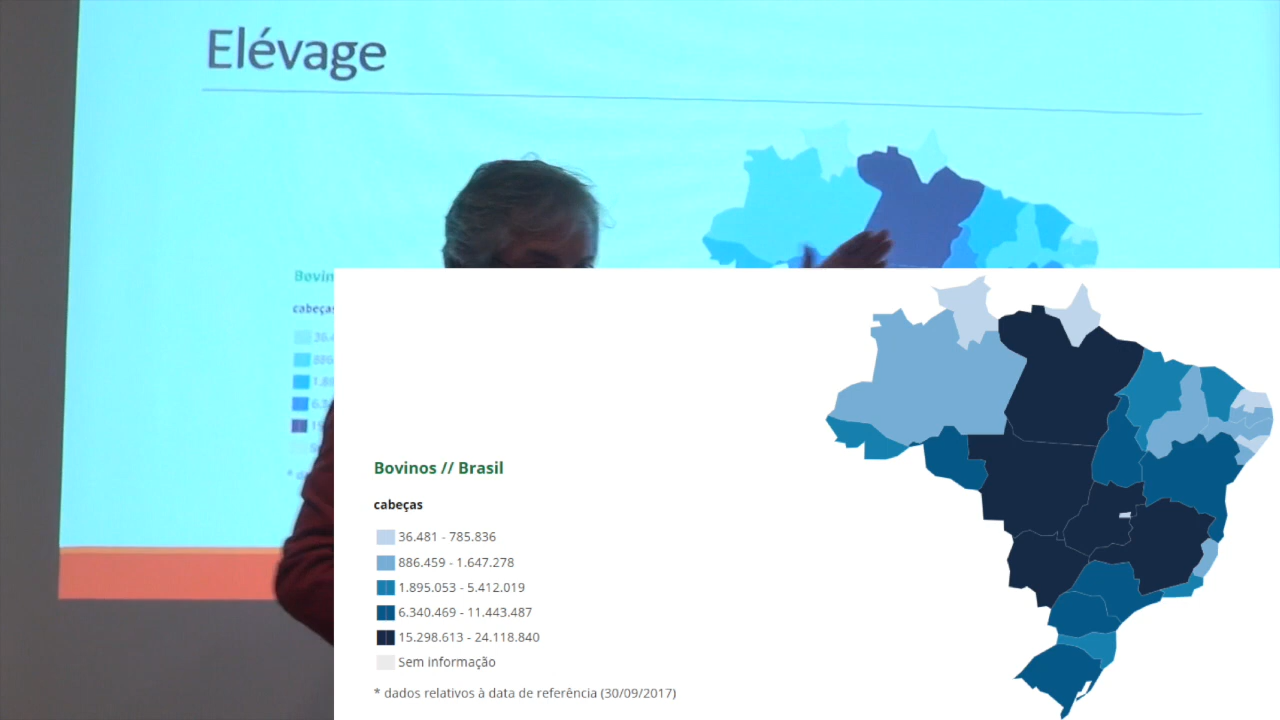 Elévage
Bovin
cabeças
Bovinos // Brasil
cabeças
36.481 - 785.836
886.459 - 1.647.278
1.895.053 - 5.412.019
6.340.469 - 11.443.487
15.298.613 - 24.118.840
Sem informação
* dados relativos à data de referência (30/09/2017)